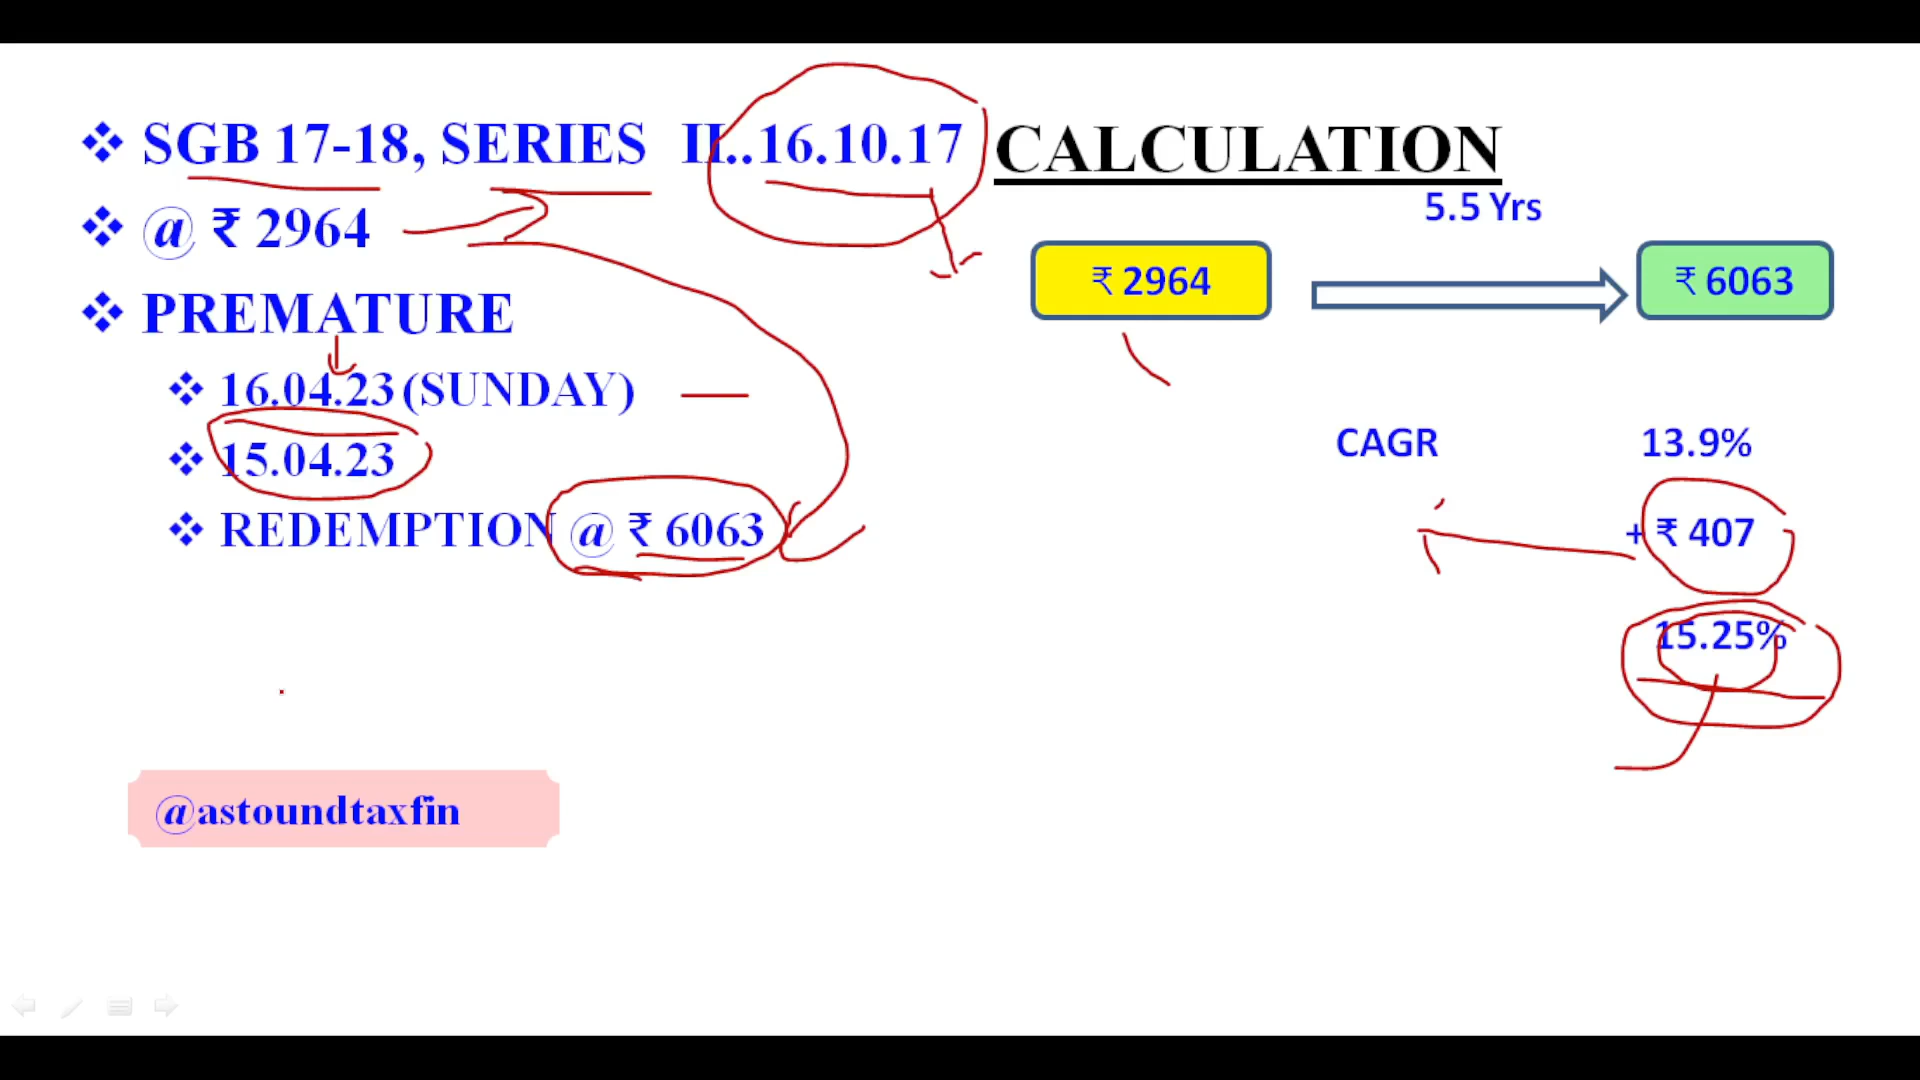 SGB 17-18, SERIES II..16.10.17
@ ₹ 2964
PREMATURE
16.04.23 (SUNDAY)
15.04.23
REDEMPTION @ ₹ 6063
@astoundtaxfin
CALCULATION
5.5 Yrs
₹ 2964
₹ 6063
CAGR 13.9%
+ ₹ 407
15.25%